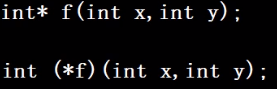 int* f(int x,int y);
int (*f)(int x,int y);